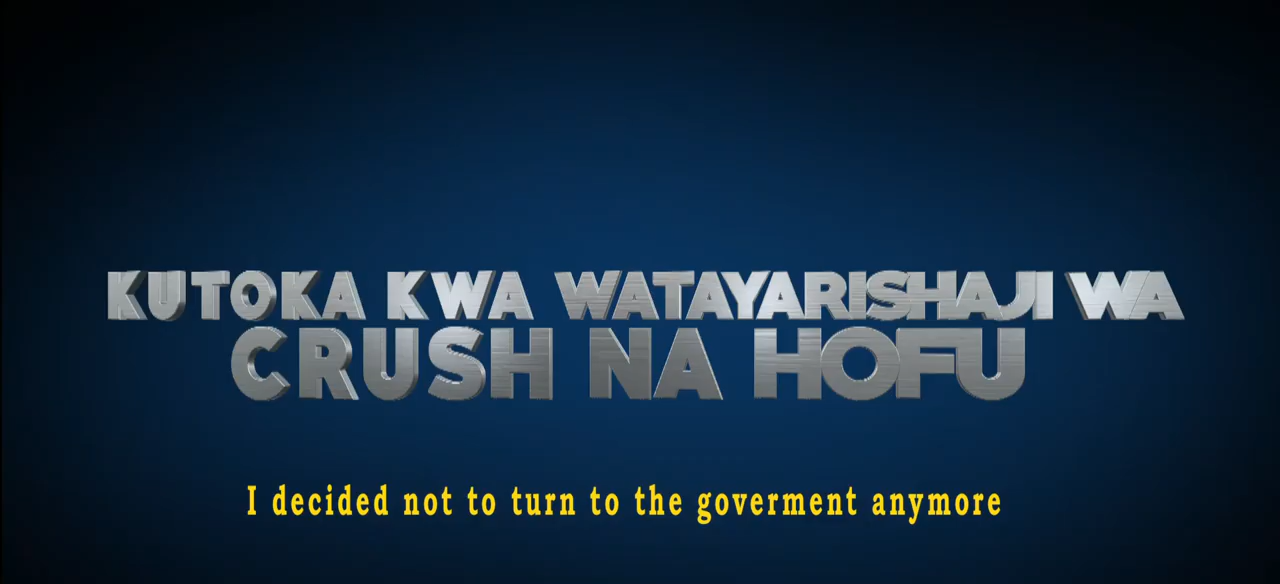 KUTOKA KWA WATAYARISHAJI WA
CRUSH NA HOFU
I decided not to turn to the goverment anymore